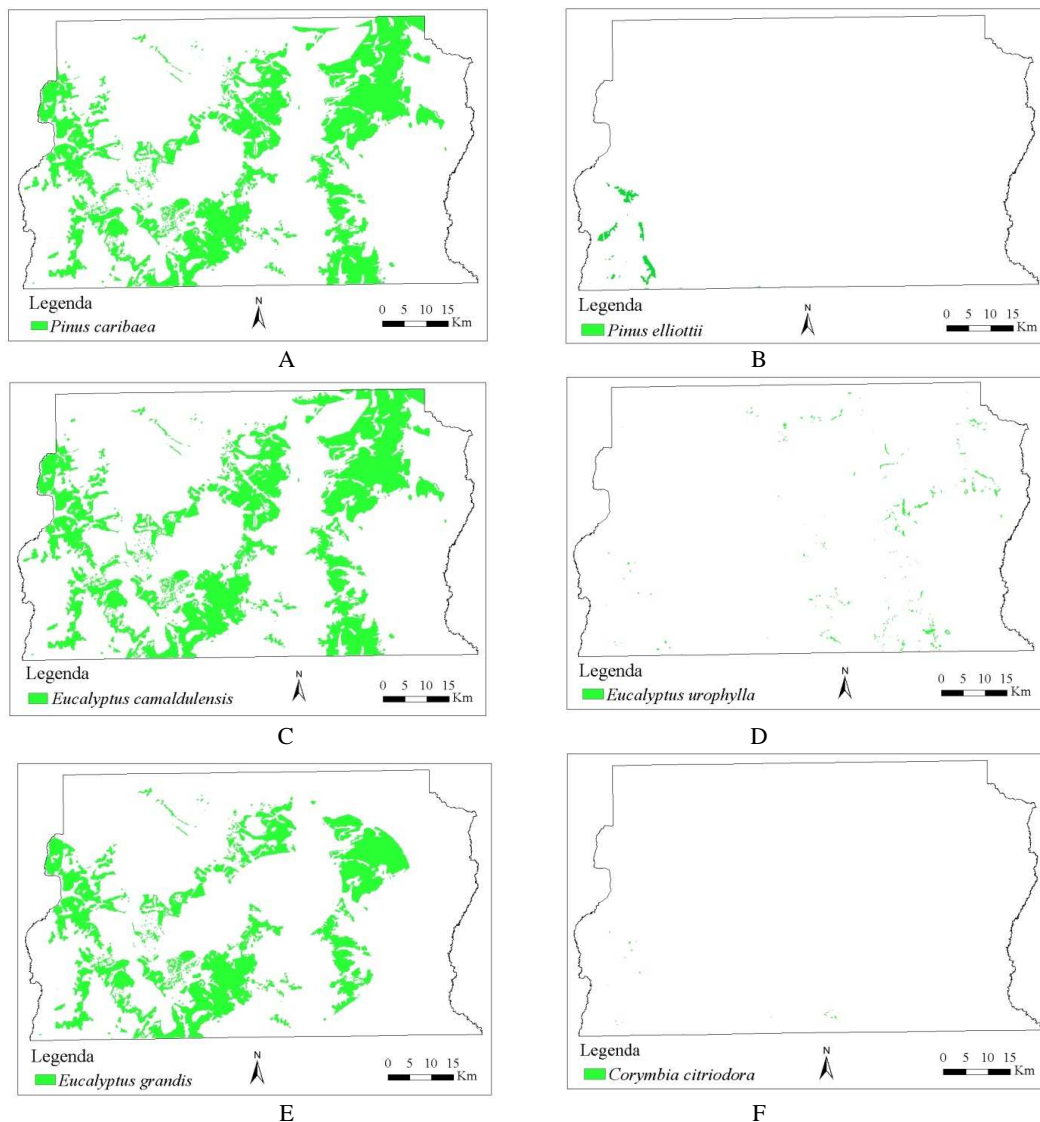 N
Legenda
Pinus caribaea
0 5 10 15
Km
A
N
Legenda
Pinus elliottii
0 5 10 15
Km
B
N
Legenda
Eucalyptus camaldulensis
0 5 10 15
Km
C
N
Legenda
Eucalyptus urophylla
0 5 10 15
Km
D
N
Legenda
Eucalyptus grandis
0 5 10 15
Km
E
N
Legenda
Corymbia citriodora
0 5 10 15
Km
F